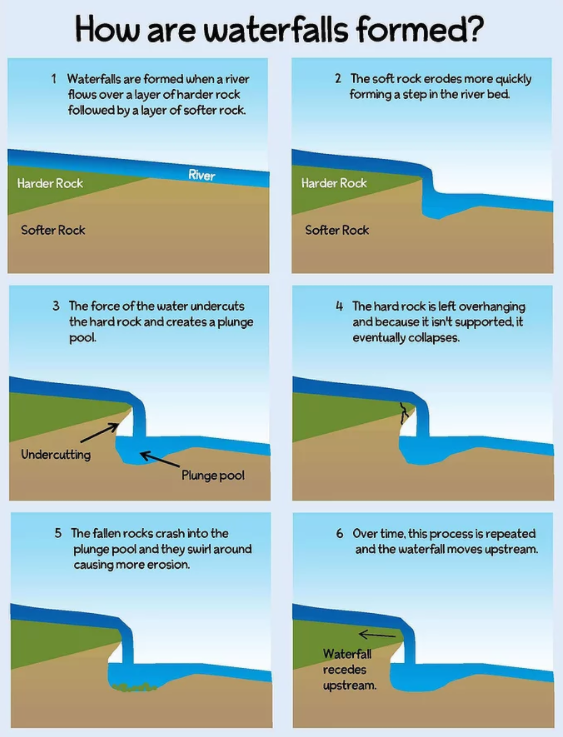 How are waterfalls formed?
1 Waterfalls are formed when a river
flows over a layer of harder rock
followed by a layer of softer rock.
River
Harder Rock
Softer Rock
2 The soft rock erodes more quickly
forming a step in the river bed.
Harder Rock
Softer Rock
3 The force of the water undercuts
the hard rock and creates a plunge
pool.
Undercutting
Plunge pool
4 The hard rock is left overhanging
and because it isn't supported, it
eventually collapses.
5 The fallen rocks crash into the
plunge pool and they swirl around
causing more erosion.
6 Over time, this process is repeated
and the waterfall moves upstream.
Waterfall
recedes
upstream.